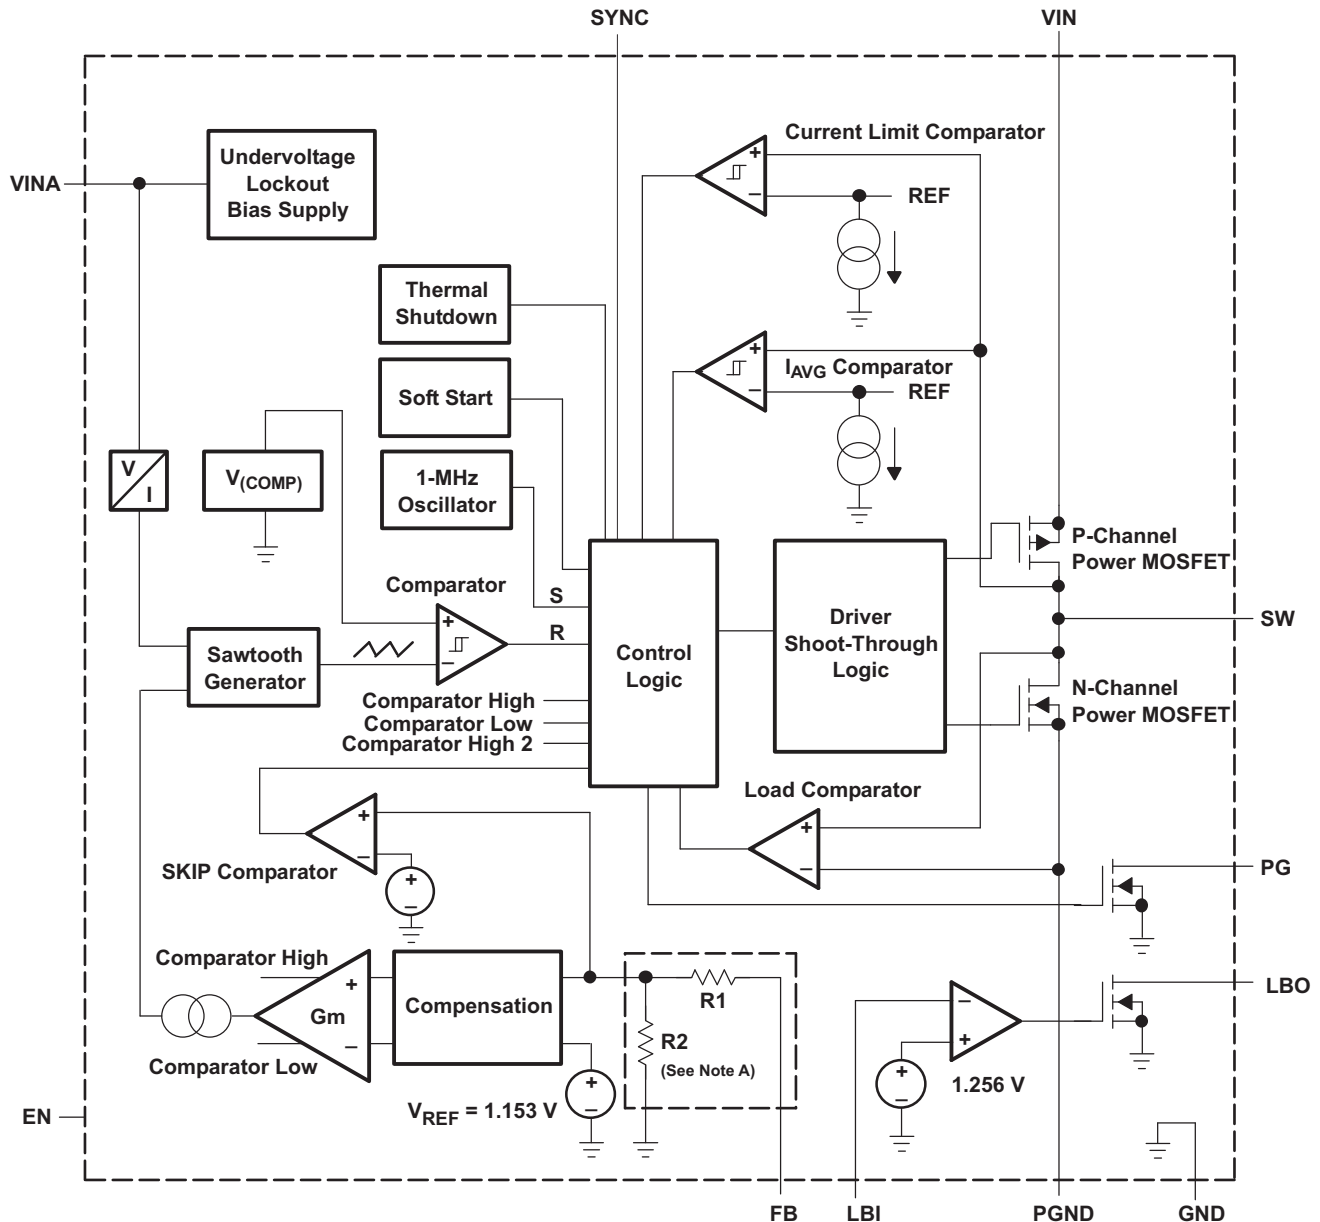 SYNC
VIN
Current Limit Comparator
+
−
REF
VINA
Undervoltage
Lockout
Bias Supply
Thermal
Shutdown
+
−
IAVG Comparator
REF
Soft Start
V
I
V(COMP)
1-MHz
Oscillator
P-Channel
Power MOSFET
Comparator
+
−
S
R
Sawtooth
Generator
Control
Logic
Driver
Shoot-Through
Logic
SW
N-Channel
Power MOSFET
Comparator High
Comparator Low
Comparator High 2
Load Comparator
+
−
+
−
SKIP Comparator
+
−
PG
Comparator High
+
Gm
−
Comparator Low
Compensation
R1
R2
(See Note A)
VREF = 1.153 V
+
−
−
+
LBO
+
−
1.256 V
EN
FB
LBI
PGND
GND